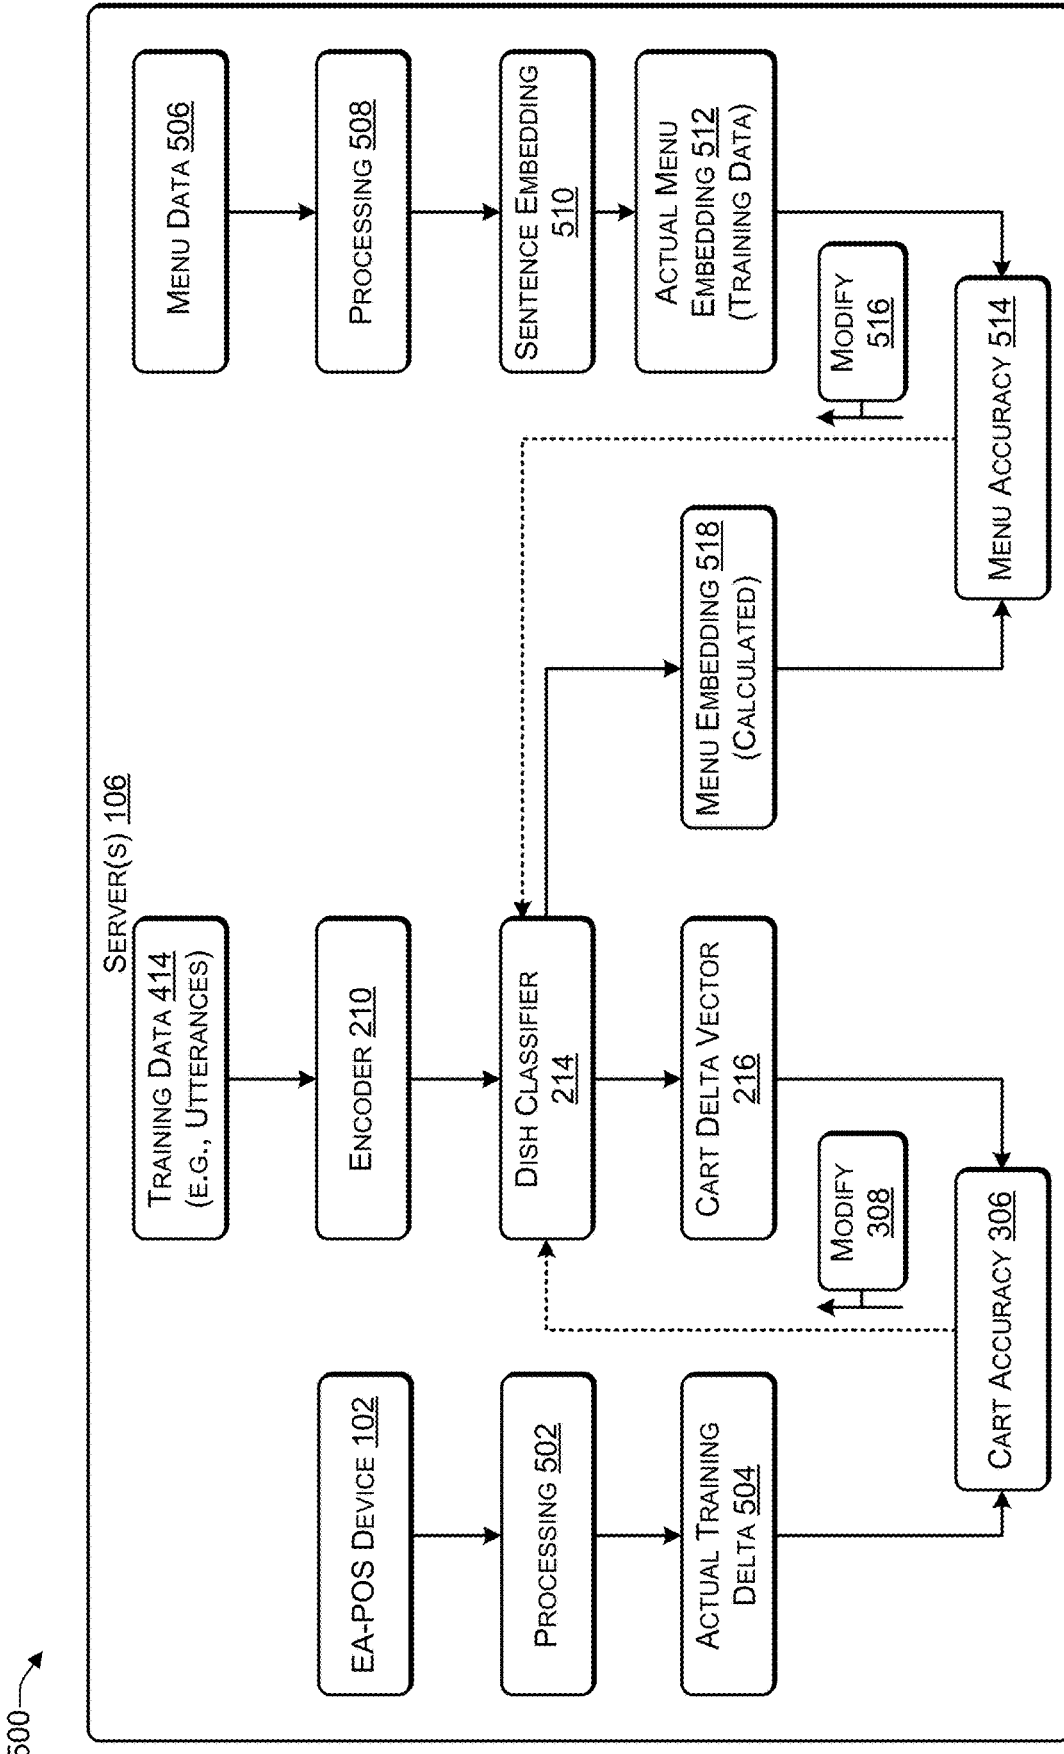 500
SERVER(S) 106
TRAINING DATA 414
(E.G., UTTERANCES)
MENU DATA 506
EA-POS DEVICE 102
ENCODER 210
PROCESSING 508
PROCESSING 502
DISH CLASSIFIER
214
SENTENCE EMBEDDING
510
ACTUAL TRAINING
DELTA 504
CART DELTA VECTOR
216
MENU EMBEDDING 518
(CALCULATED)
ACTUAL MENU
EMBEDDING 512
(TRAINING DATA)
MODIFY
308
MODIFY
516
CART ACCURACY 306
MENU ACCURACY 514